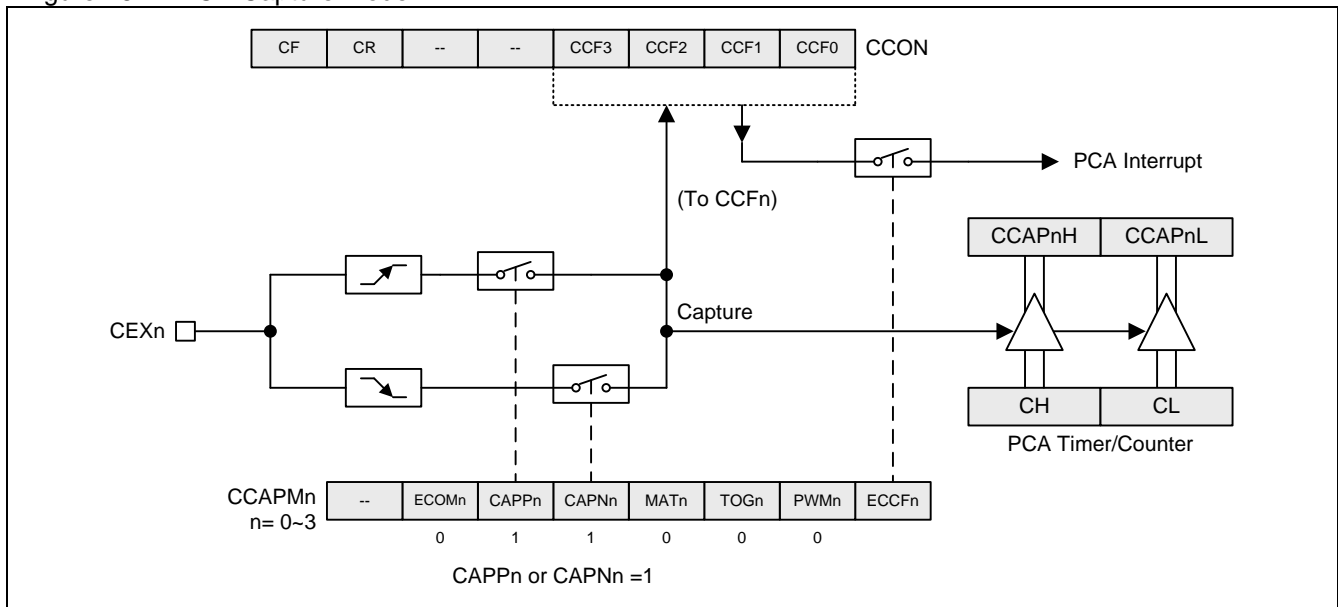 CF CR -- -- CCF3 CCF2 CCF1 CCF0 CCON
PCA Interrupt
(To CCFn)
CCAPnH CCAPnL
Capture
CEXn
CH CL
PCA Timer/Counter
CCAPMn
n= 0~3
-- ECOMn CAPPn CAPNn MATn TOGn PWMn ECCFn
0 1 1 0 0 0
CAPPn or CAPNn =1